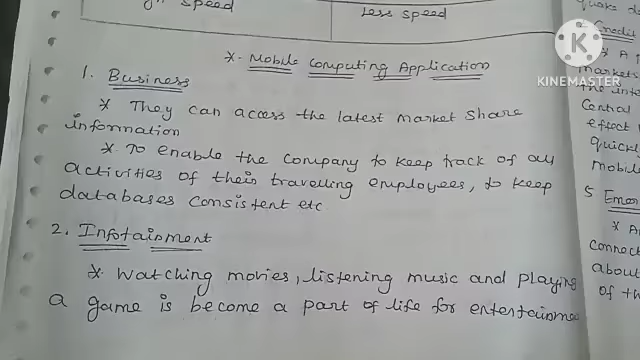 speed
Less speed
* Mobile Computing Application
1. Business
* They can access the latest market share
information
* To enable the company to keep track of all
activities of their travelling employees, to keep
databases consistent etc
2. Infotainment
* Watching movies, listening music and playing
a game is become a part of life for
KINEMASTER
Credit
* A
markets
the inte
Central
effect
quickl
mobile
5
* A
connect
about
of th